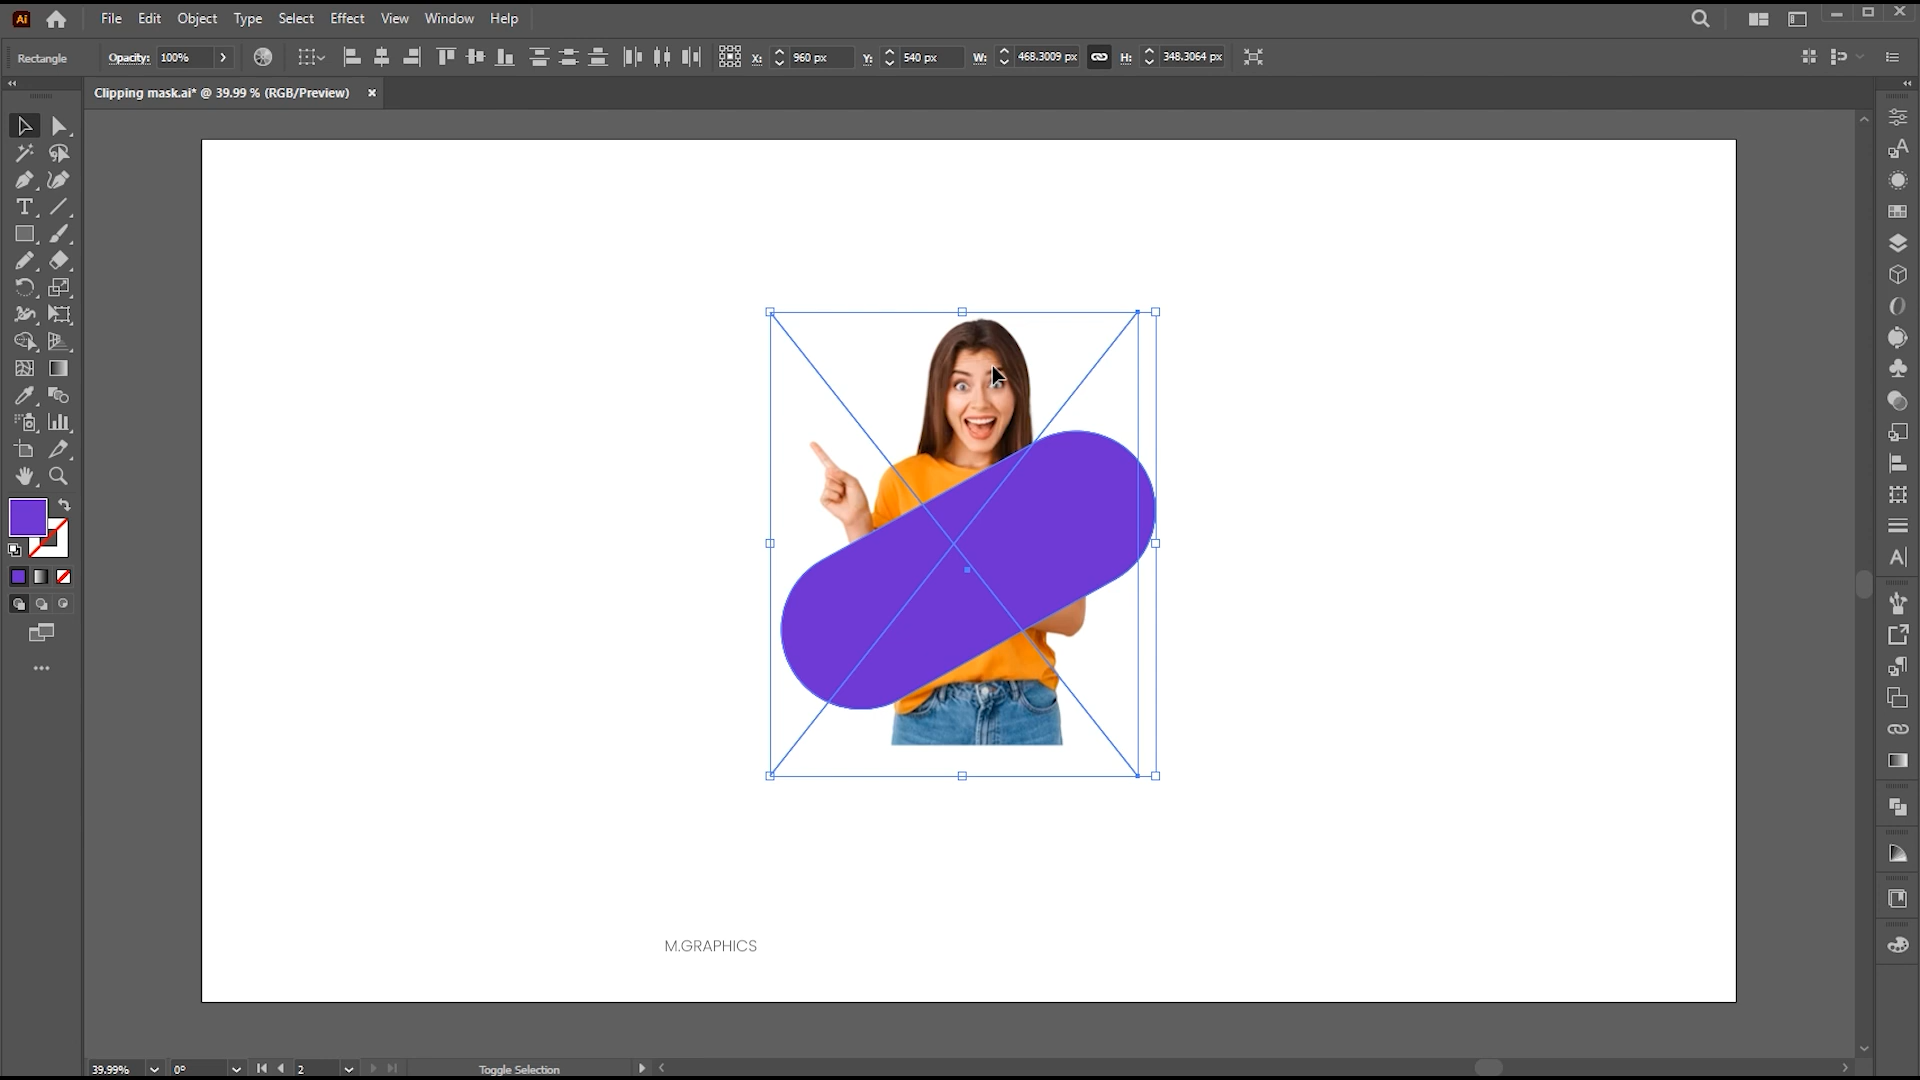 Ai File Edit Object Type Select Effect View Window Help
Rectangle Opacity: 100% X: 960 px Y: 540 px W: 468.3009 px H: 348.3064 px
Clipping mask.ai* @ 39.99 % (RGB/Preview) ×
M.GRAPHICS
39.99% 0° 2 Toggle Selection